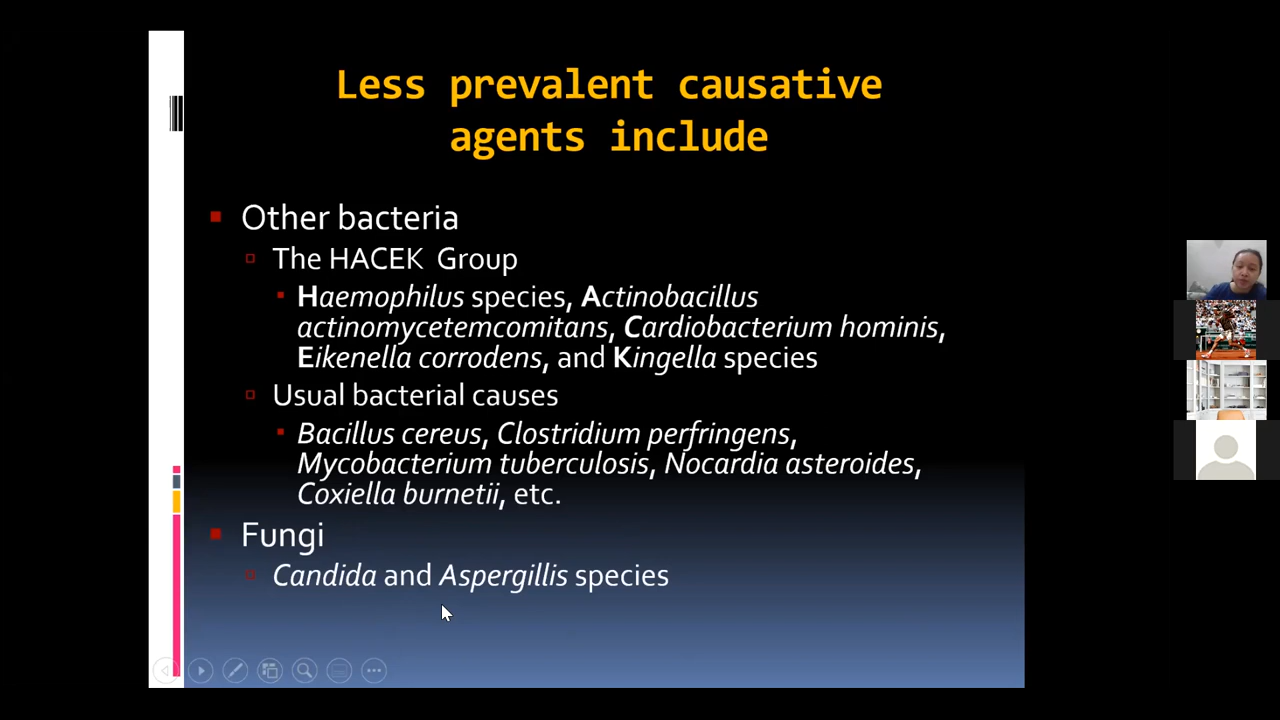 Less prevalent causative
agents include
Other bacteria
The HACEK Group
Haemophilus species, Actinobacillus
actinomycetemcomitans, Cardiobacterium hominis,
Eikenella corrodens, and Kingella species
Usual bacterial causes
Bacillus cereus, Clostridium perfringens,
Mycobacterium tuberculosis, Nocardia asteroides,
Coxiella burnetii, etc.
Fungi
Candida and Aspergillis species